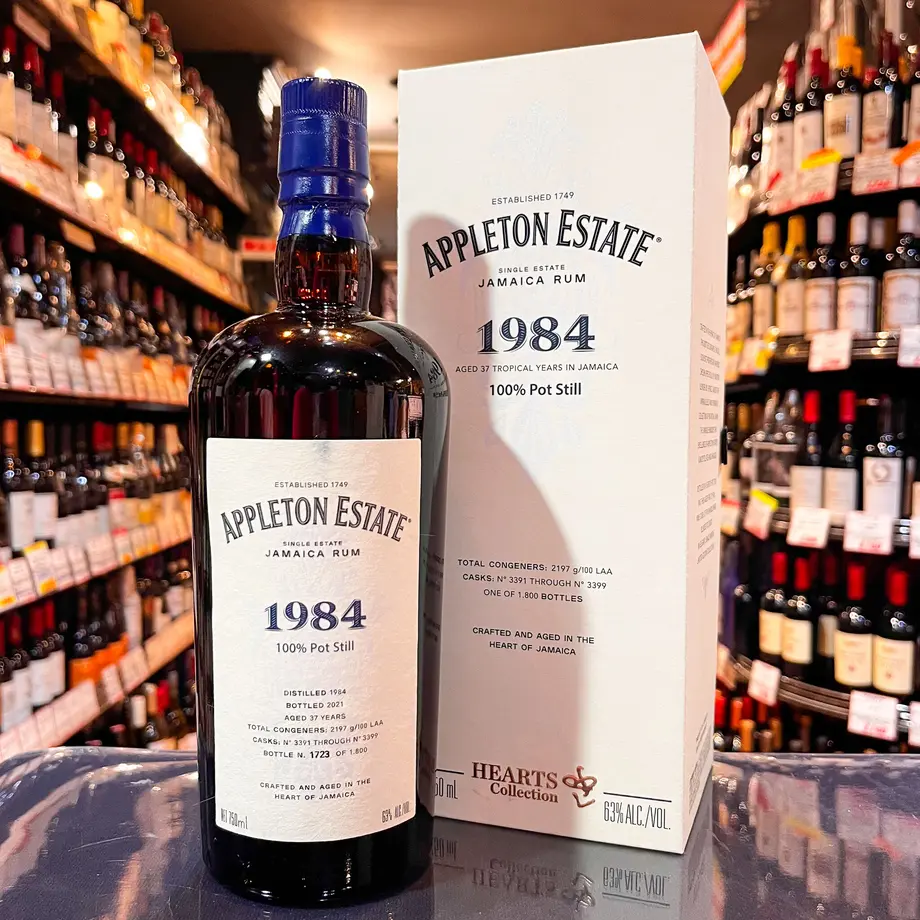 ESTABLISHED 1749
APPLETON ESTATE®
SINGLE ESTATE
JAMAICA RUM
1984
100% Pot Still
DISTILLED 1984
BOTTLED 2021
AGED 37 YEARS
TOTAL CONGENERS: 2197 g/100 LAA
CASKS: N° 3391 THROUGH N° 3399
BOTTLE N. 1723 OF 1.800
CRAFTED AND AGED IN THE
HEART OF JAMAICA
NET 750ml
63% ALC./VOL.
ESTABLISHED 1749
APPLETON ESTATE®
SINGLE ESTATE
JAMAICA RUM
1984
AGED 37 TROPICAL YEARS IN JAMAICA
100% Pot Still
TOTAL CONGENERS: 2197 g/100 LAA
CASKS: N° 3391 THROUGH N° 3399
ONE OF 1.800 BOTTLES
CRAFTED AND AGED IN THE
HEART OF JAMAICA
HEARTS
Collection
50 mL
63% ALC./VOL.